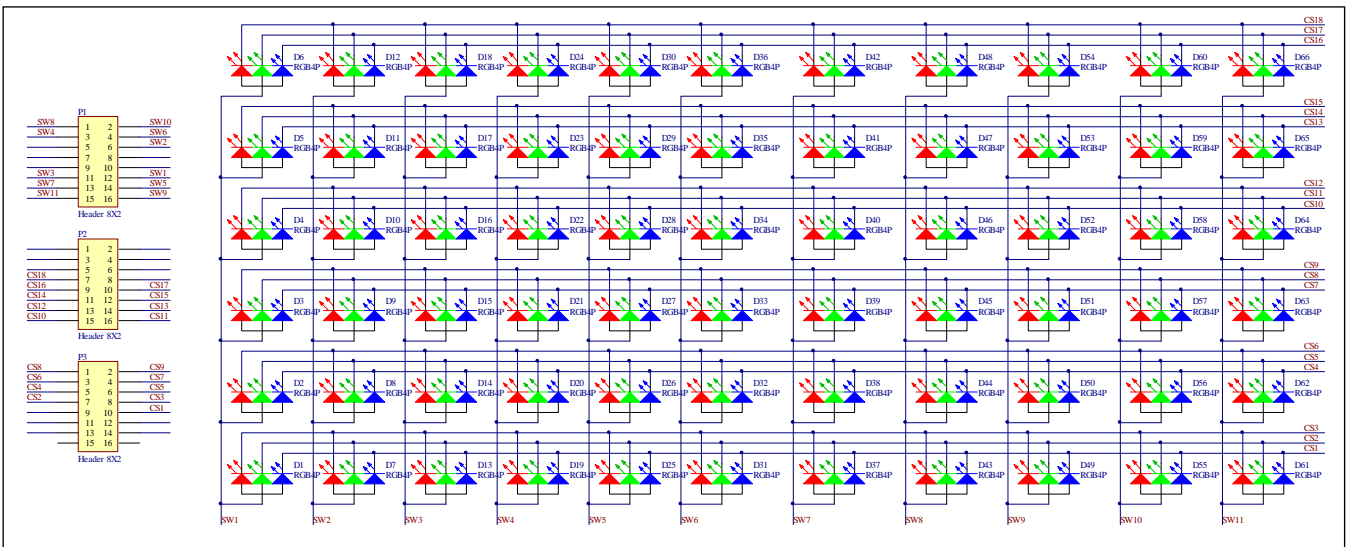 CS18
CS17
CS16
D6 D12 D18 D24 D30 D36 D42 D48 D54 D60 D66
RGB4P RGB4P RGB4P RGB4P RGB4P RGB4P RGB4P RGB4P RGB4P RGB4P RGB4P
CS15
CS14
CS13
D5 D11 D17 D23 D29 D35 D41 D47 D53 D59 D65
RGB4P RGB4P RGB4P RGB4P RGB4P RGB4P RGB4P RGB4P RGB4P RGB4P RGB4P
CS12
CS11
CS10
D4 D10 D16 D22 D28 D34 D40 D46 D52 D58 D64
RGB4P RGB4P RGB4P RGB4P RGB4P RGB4P RGB4P RGB4P RGB4P RGB4P RGB4P
CS9
CS8
CS7
D3 D9 D15 D21 D27 D33 D39 D45 D51 D57 D63
RGB4P RGB4P RGB4P RGB4P RGB4P RGB4P RGB4P RGB4P RGB4P RGB4P RGB4P
CS6
CS5
CS4
D2 D8 D14 D20 D26 D32 D38 D44 D50 D56 D62
RGB4P RGB4P RGB4P RGB4P RGB4P RGB4P RGB4P RGB4P RGB4P RGB4P RGB4P
CS3
CS2
CS1
D1 D7 D13 D19 D25 D31 D37 D43 D49 D55 D61
RGB4P RGB4P RGB4P RGB4P RGB4P RGB4P RGB4P RGB4P RGB4P RGB4P RGB4P
SW1 SW2 SW3 SW4 SW5 SW6 SW7 SW8 SW9 SW10 SW11
P1
SW8 1 2 SW10
SW4 3 4 SW6
5 6 SW2
7 8
9 10
SW3 11 12 SW1
SW7 13 14 SW5
SW11 15 16 SW9
Header 8X2
P2
1 2
3 4
5 6
CS18 7 8
CS16 9 10 CS17
CS14 11 12 CS15
CS12 13 14 CS13
CS10 15 16 CS11
Header 8X2
P3
CS8 1 2 CS9
CS6 3 4 CS7
CS4 5 6 CS5
CS2 7 8 CS3
9 10 CS1
11 12
13 14
15 16
Header 8X2